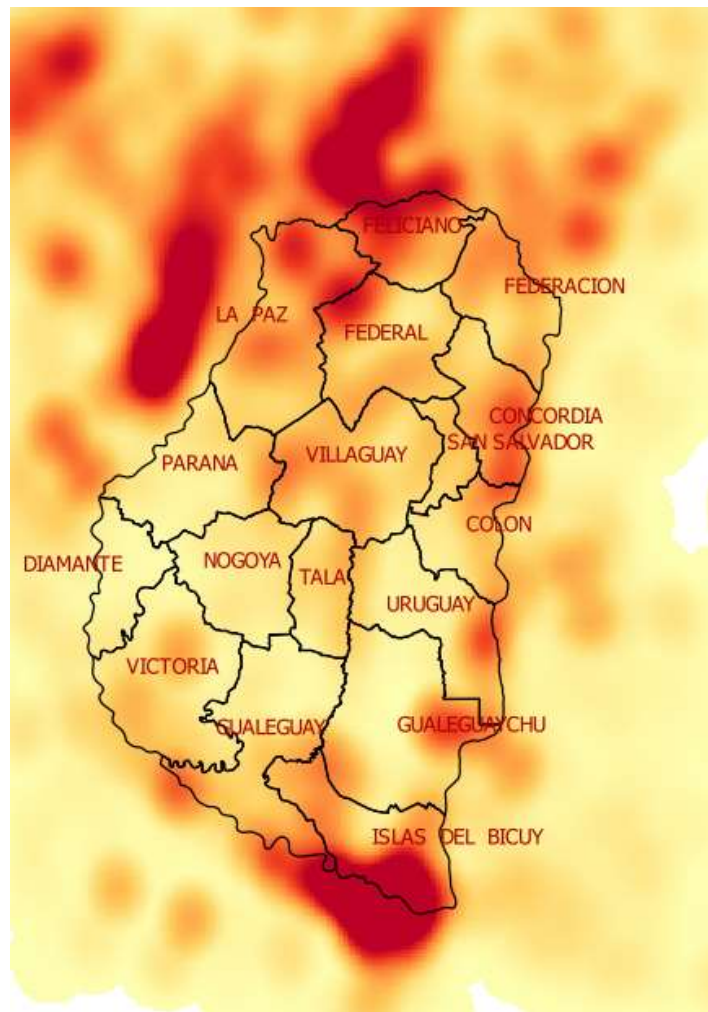 FELICIANO
FEDERACION
LA PAZ
FEDERAL
CONCORDIA
SAN SALVADOR
VILLAGUAY
PARANA
COLON
NOGOYA
DIAMANTE
TALA
URUGUAY
VICTORIA
GUALEGUAY
GUALEGUAYCHU
ISLAS DEL BICUY